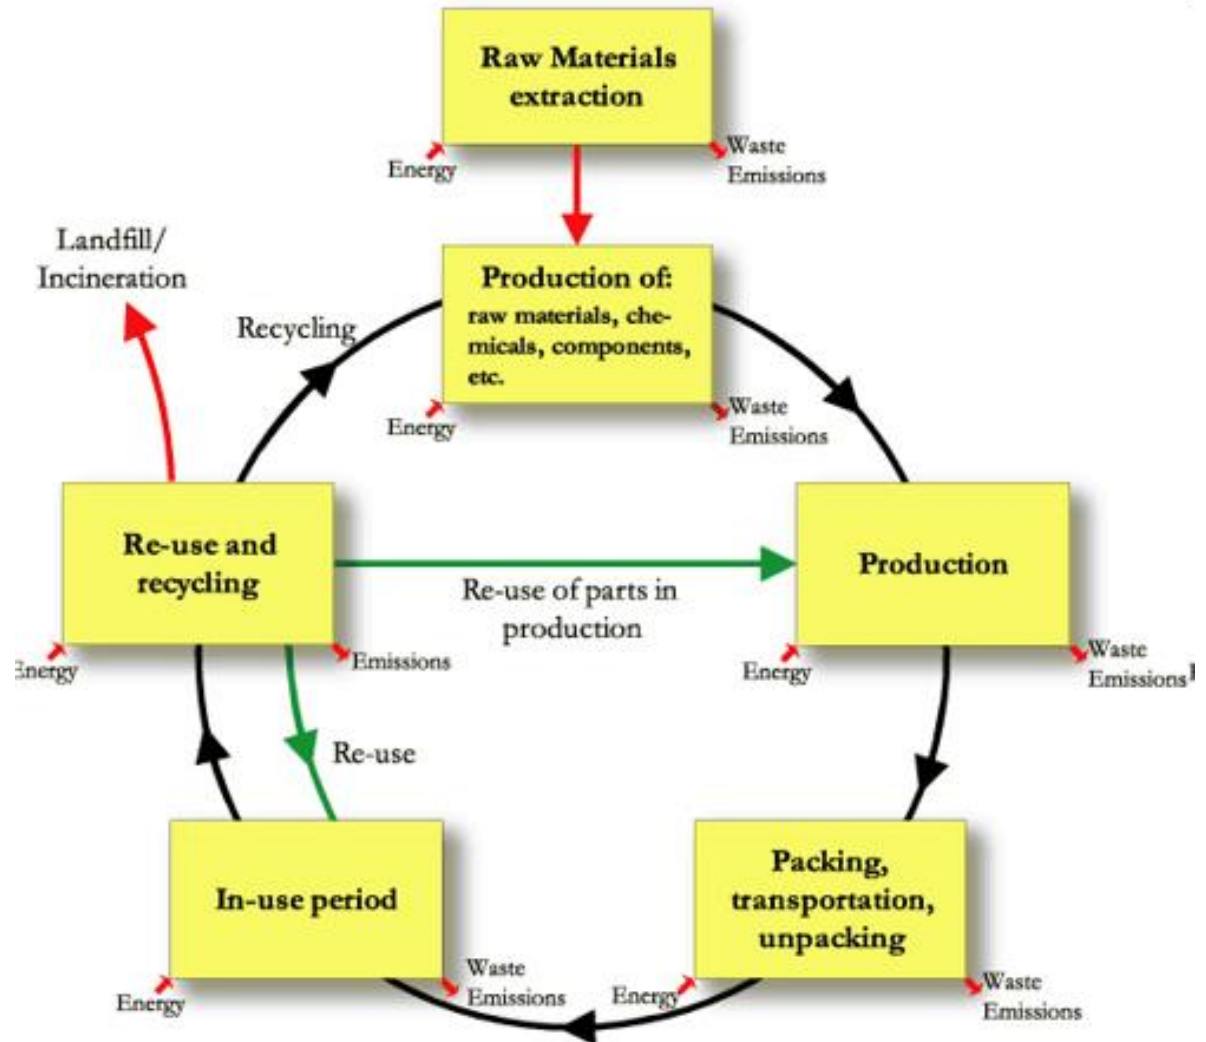 Raw Materials
extraction
Energy
Waste
Emissions
Landfill/
Incineration
Recycling
Production of:
raw materials, che-
micals, components,
etc.
Energy
Waste
Emissions
Re-use and
recycling
Energy
Emissions
Re-use of parts in
production
Production
Energy
Waste
Emissions
Re-use
In-use period
Energy
Waste
Emissions
Packing,
transportation,
unpacking
Energy
Waste
Emissions